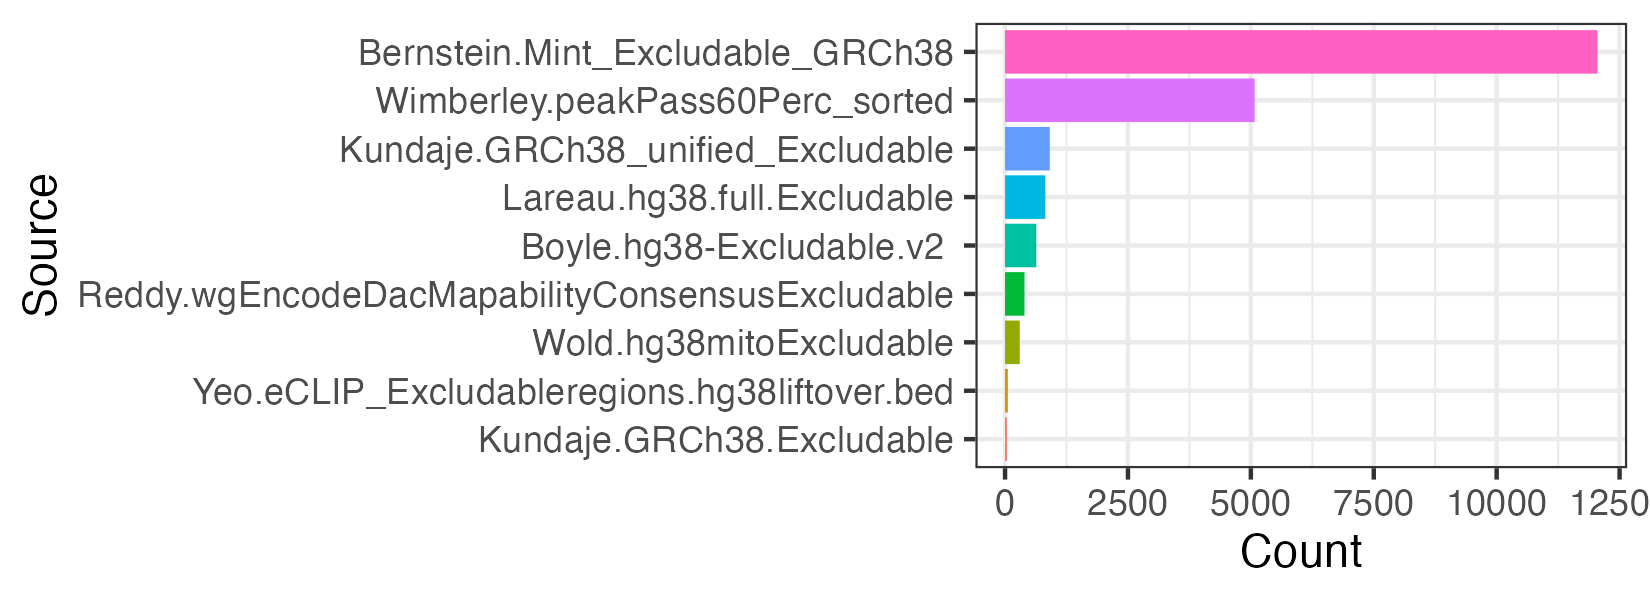 Source
Bernstein.Mint_Excludable_GRCh38
Wimberley.peakPass60Perc_sorted
Kundaje.GRCh38_unified_Excludable
Lareau.hg38.full.Excludable
Boyle.hg38-Excludable.v2
Reddy.wgEncodeDacMapabilityConsensusExcludable
Wold.hg38mitoExcludable
Yeo.eCLIP_Excludableregions.hg38liftover.bed
Kundaje.GRCh38.Excludable
0 2500 5000 7500 10000 1250
Count